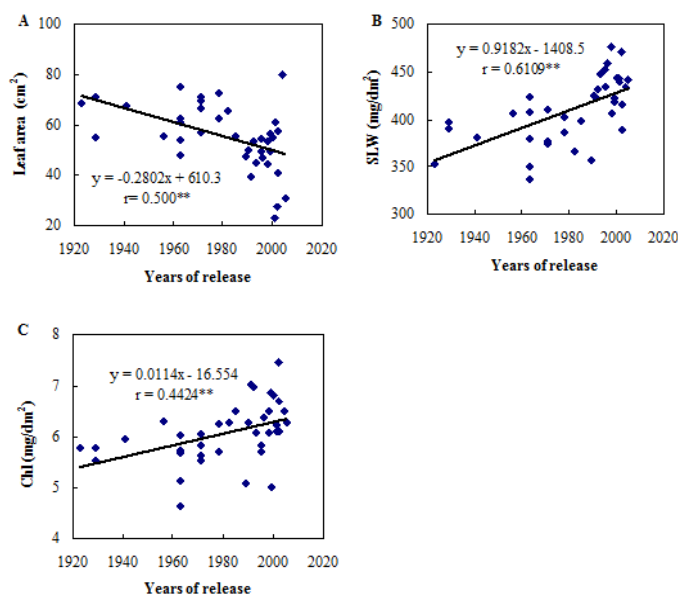 A
B
100
80
60
40
20
Leaf area (cm²)
y = -0.2802x + 610.3
r= 0.500**
1920 1940 1960 1980 2000 2020
Years of release
500
450
400
350
300
SLW (mg/dm²)
y = 0.9182x - 1408.5
r = 0.6109**
1920 1940 1960 1980 2000 2020
Years of release
C
8
7
6
5
4
Chl (mg/dm²)
y = 0.0114x - 16.554
r = 0.4424**
1920 1940 1960 1980 2000 2020
Years of release